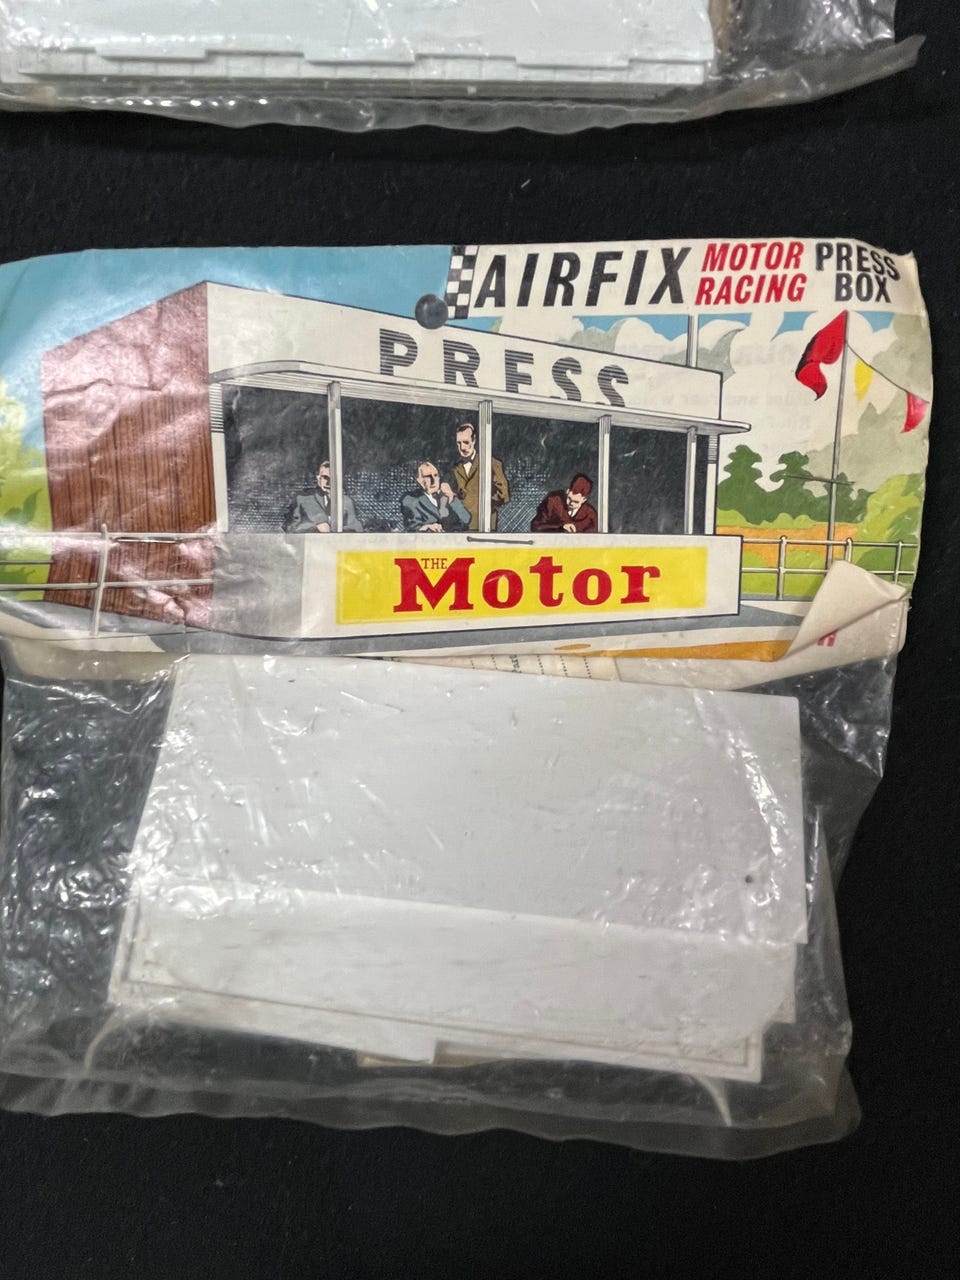 AIRFIX MOTOR RACING PRESS BOX
PRESS
THE Motor